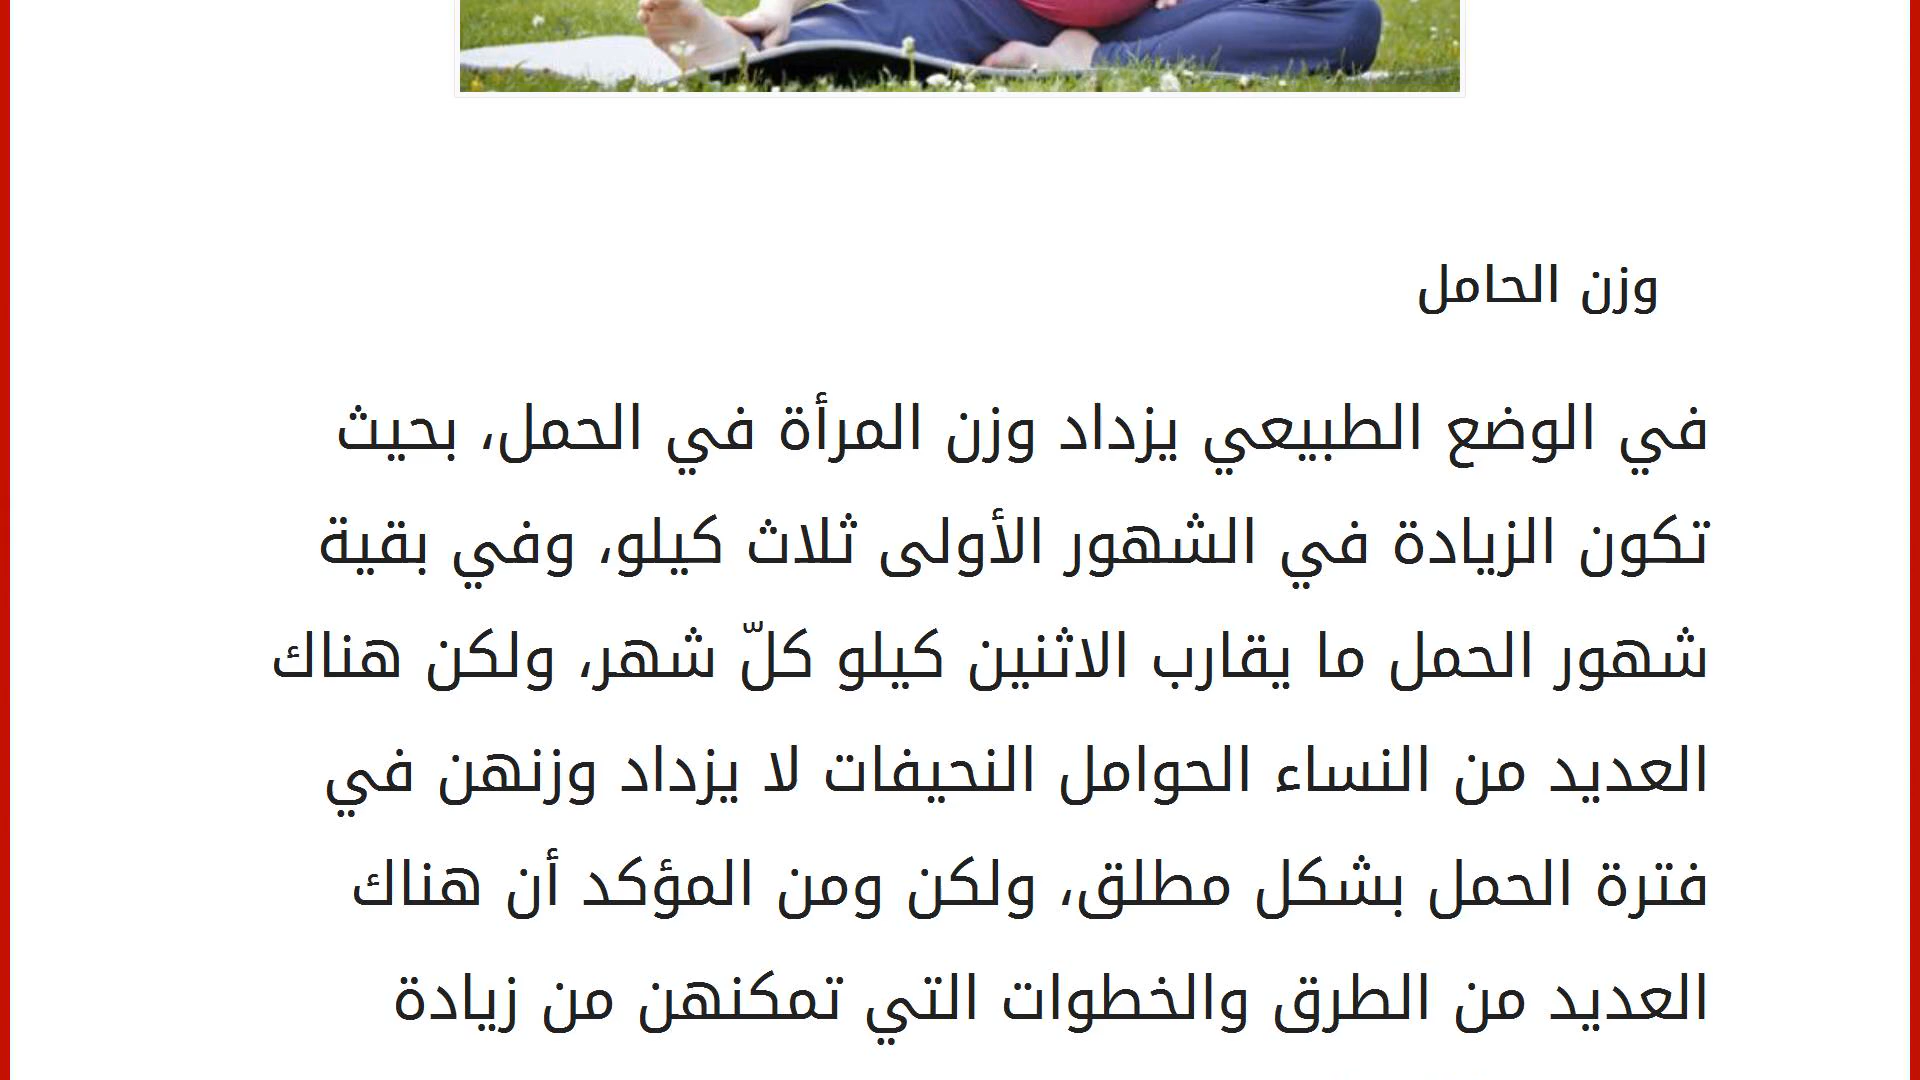 وزن الحامل
في الوضع الطبيعي يزداد وزن المرأة في الحمل، بحيث
تكون الزيادة في الشهور الأولى ثلاث كيلو، وفي بقية
شهور الحمل ما يقارب الاثنين كيلو كلّ شهر، ولكن هناك
العديد من النساء الحوامل النحيفات لا يزداد وزنهن في
فترة الحمل بشكل مطلق، ولكن ومن المؤكد أن هناك
العديد من الطرق والخطوات التي تمكنهن من زيادة